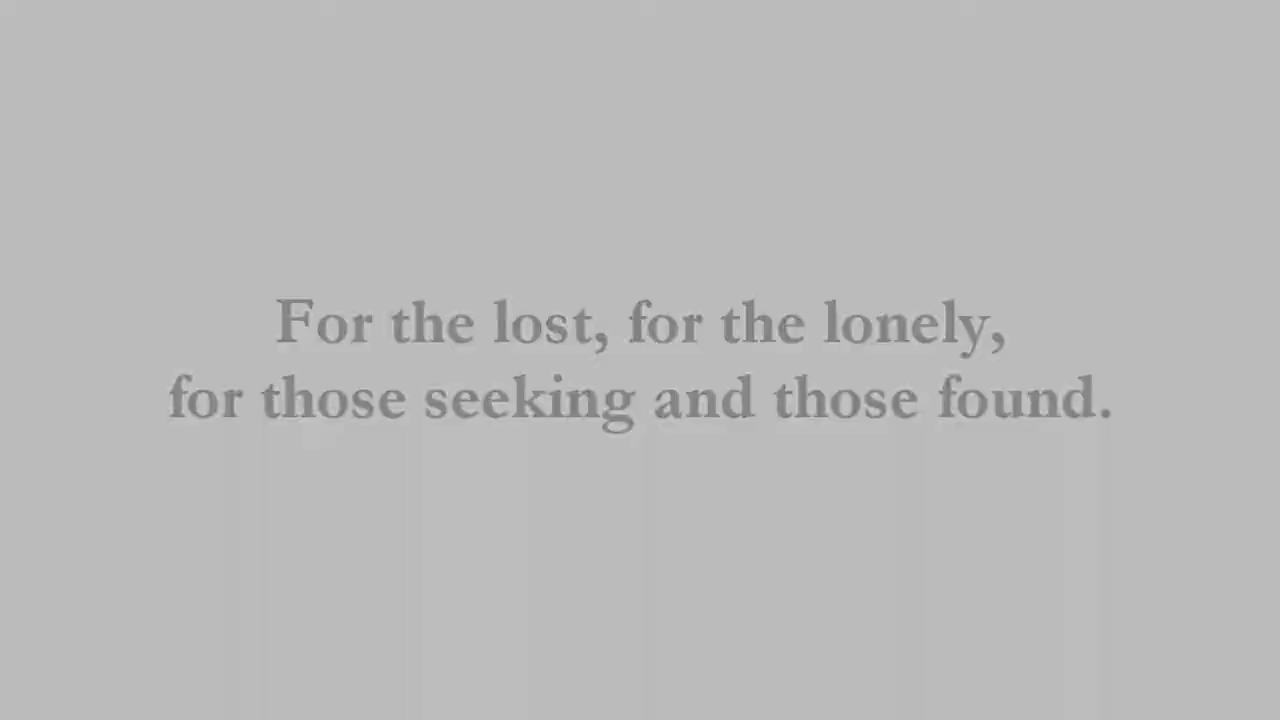 For the lost, for the lonely,
for those seeking and those found.